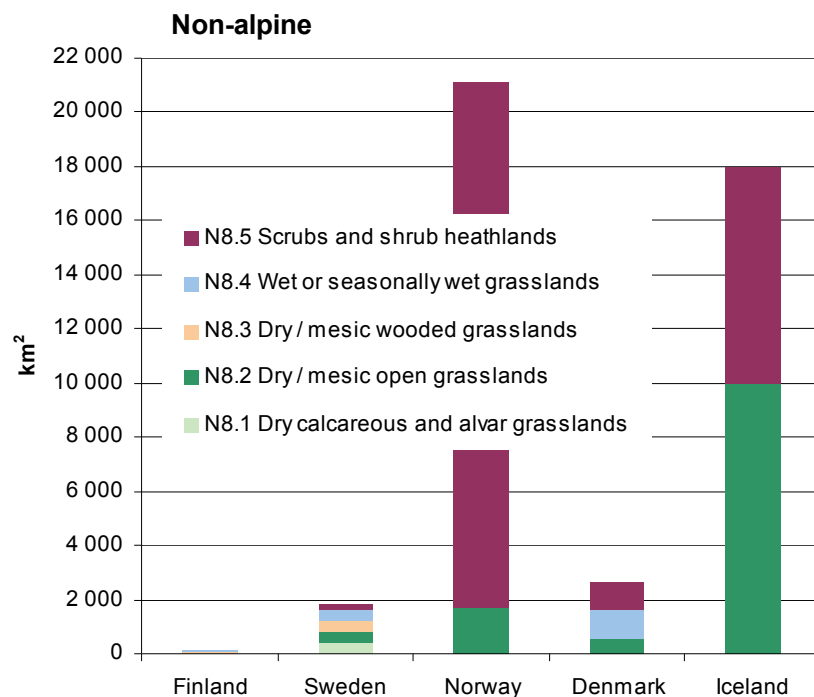 Non-alpine
22 000
20 000
18 000
16 000
14 000
12 000
10 000
8 000
6 000
4 000
2 000
0
km²
N8.5 Scrubs and shrub heathlands
N8.4 Wet or seasonally wet grasslands
N8.3 Dry / mesic wooded grasslands
N8.2 Dry / mesic open grasslands
N8.1 Dry calcareous and alvar grasslands
Finland Sweden Norway Denmark Iceland